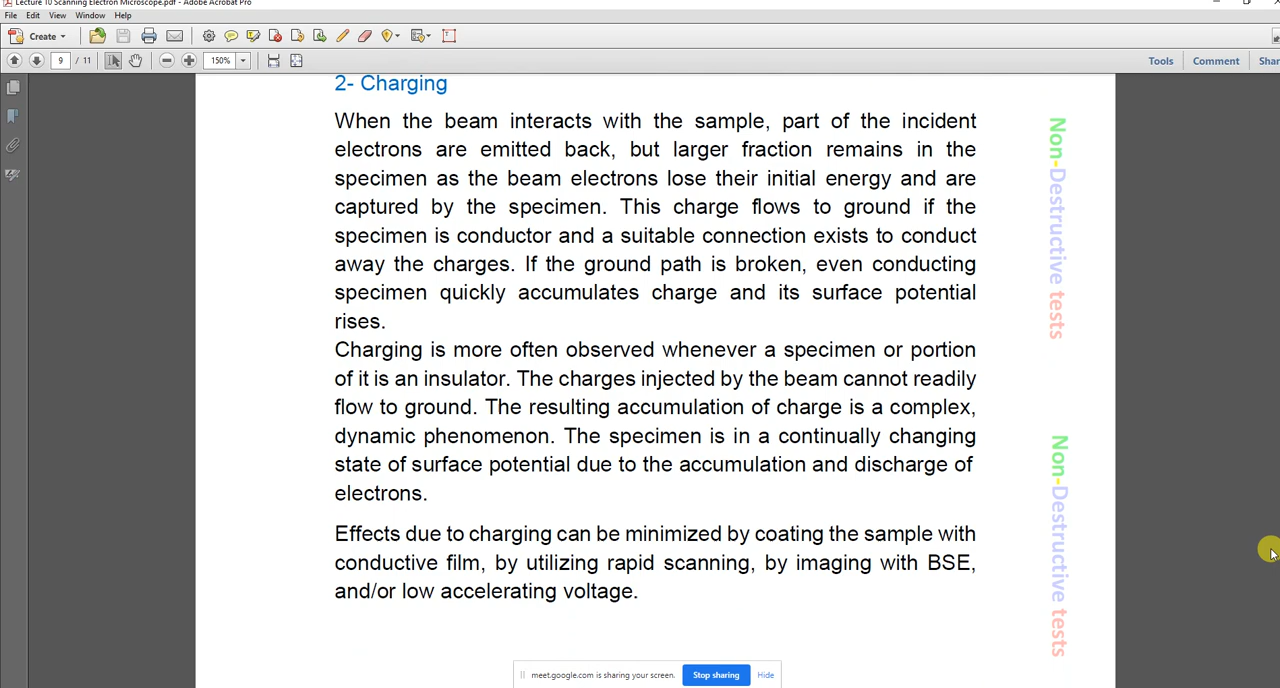 Lecture 10 Scanning Electron Microscope.pdf - Adobe Acrobat Pro
File Edit View Window Help
Create
9 / 11 150% Tools Comment Shar
2- Charging
When the beam interacts with the sample, part of the incident
electrons are emitted back, but larger fraction remains in the
specimen as the beam electrons lose their initial energy and are
captured by the specimen. This charge flows to ground if the
specimen is conductor and a suitable connection exists to conduct
away the charges. If the ground path is broken, even conducting
specimen quickly accumulates charge and its surface potential
rises.
Charging is more often observed whenever a specimen or portion
of it is an insulator. The charges injected by the beam cannot readily
flow to ground. The resulting accumulation of charge is a complex,
dynamic phenomenon. The specimen is in a continually changing
state of surface potential due to the accumulation and discharge of
electrons.
Effects due to charging can be minimized by coating the sample with
conductive film, by utilizing rapid scanning, by imaging with BSE,
and/or low accelerating voltage.
Non-Destructive tests
Non-Destructive tests
meet.google.com is sharing your screen. Stop sharing Hide